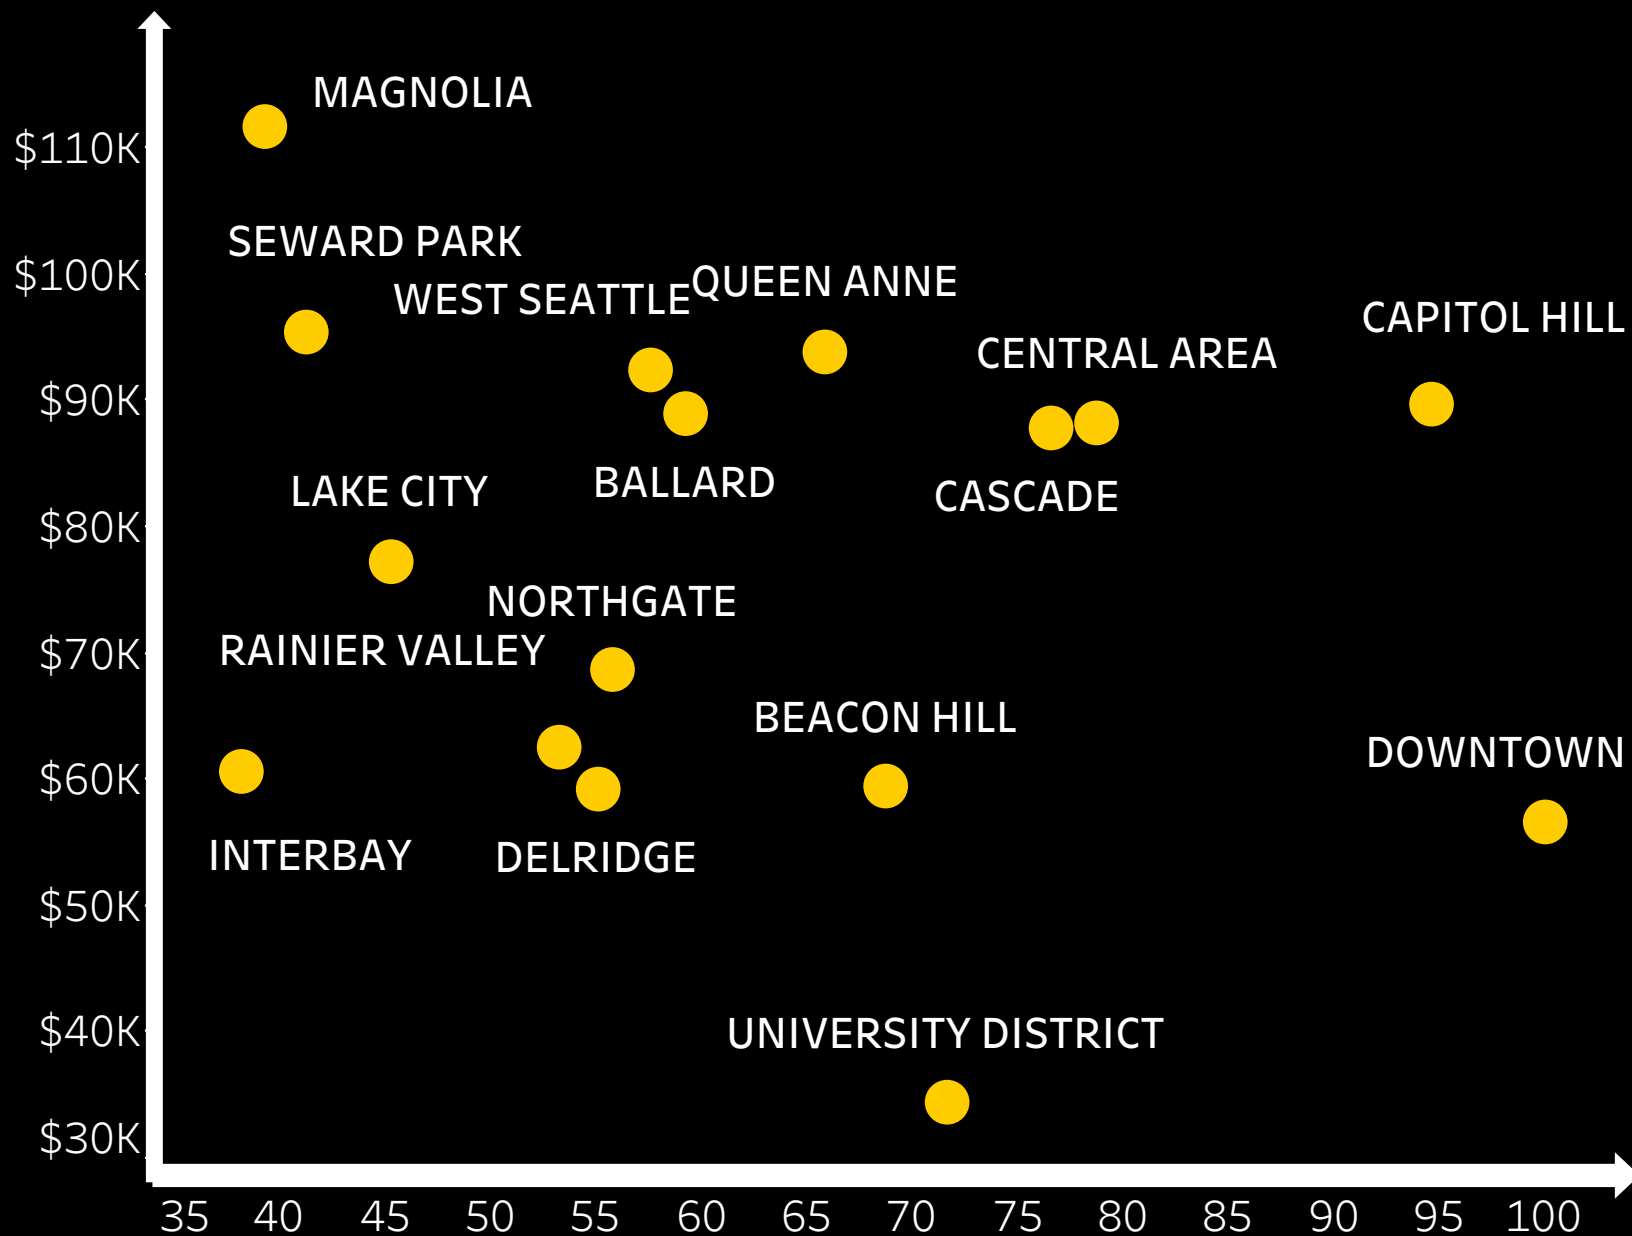 MAGNOLIA
$110K
SEWARD PARK
$100K
QUEEN ANNE
WEST SEATTLE
CAPITOL HILL
CENTRAL AREA
$90K
BALLARD
LAKE CITY
CASCADE
$80K
NORTHGATE
RAINIER VALLEY
$70K
BEACON HILL
DOWNTOWN
$60K
INTERBAY
DELRIDGE
$50K
$40K
UNIVERSITY DISTRICT
$30K
35 40 45 50 55 60 65 70 75 80 85 90 95 100